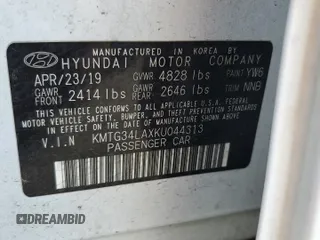 MANUFACTURED IN KOREA BY
HYUNDAI MOTOR COMPANY
APR/23/19 GVWR 4828 lbs PAINT YW6
GAWR FRONT 2414 lbs GAWR REAR 2646 lbs TRIM NNB
THIS VEHICLE CONFORMS TO ALL APPLICABLE
FEDERAL MOTOR VEHICLE SAFETY, BUMPER,
AND THEFT PREVENTION STANDARDS IN EFFECT ON
THE DATE OF MANUFACTURE SHOWN ABOVE.
V.I.N KMTG34LAXKU044313
PASSENGER CAR
DREAMBID